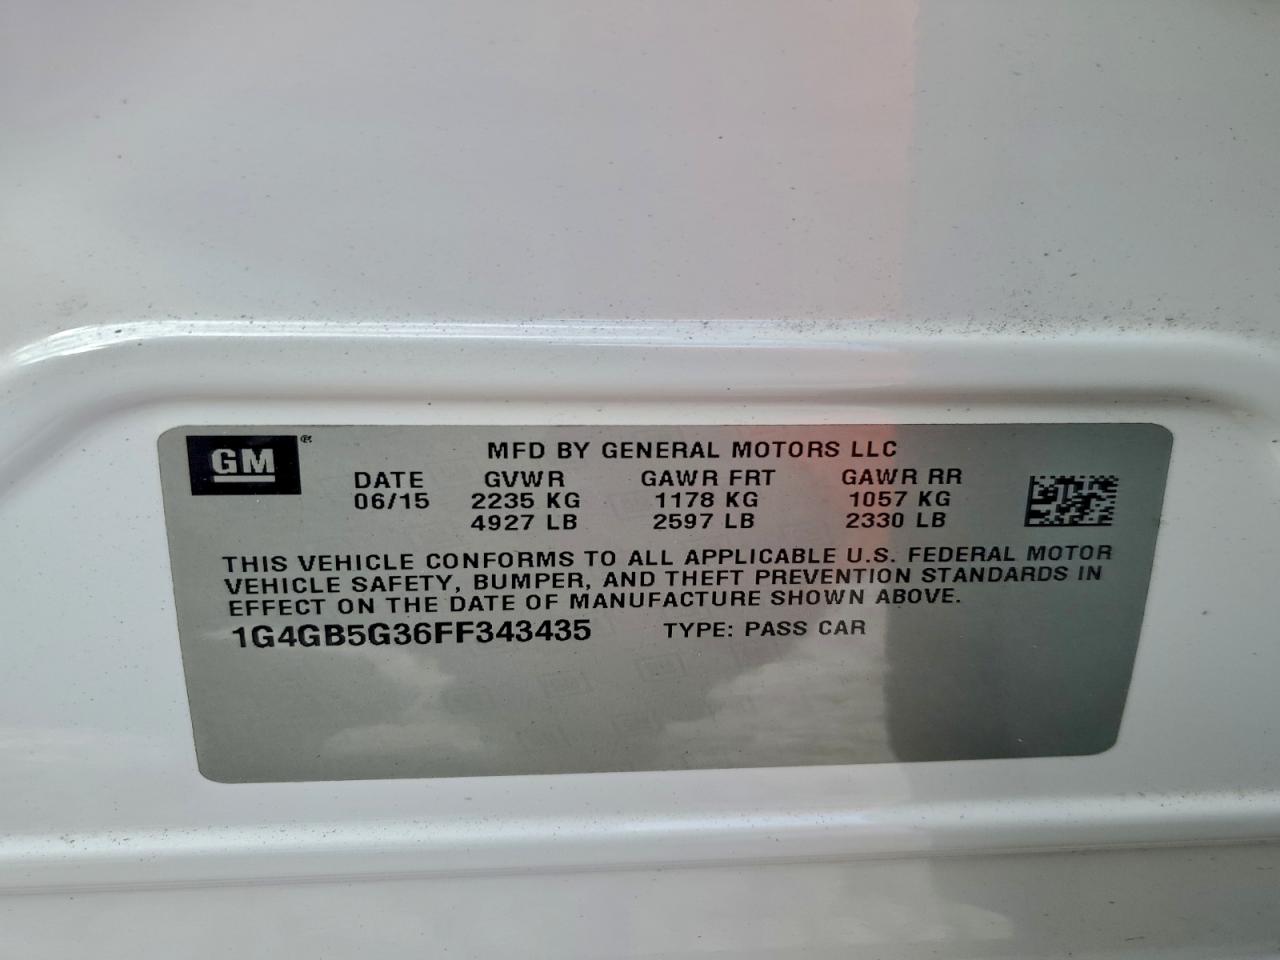 GM ®
MFD BY GENERAL MOTORS LLC
DATE GVWR GAWR FRT GAWR RR
06/15 2235 KG 1178 KG 1057 KG
4927 LB 2597 LB 2330 LB
THIS VEHICLE CONFORMS TO ALL APPLICABLE U.S. FEDERAL MOTOR
VEHICLE SAFETY, BUMPER, AND THEFT PREVENTION STANDARDS IN
EFFECT ON THE DATE OF MANUFACTURE SHOWN ABOVE.
1G4GB5G36FF343435 TYPE: PASS CAR